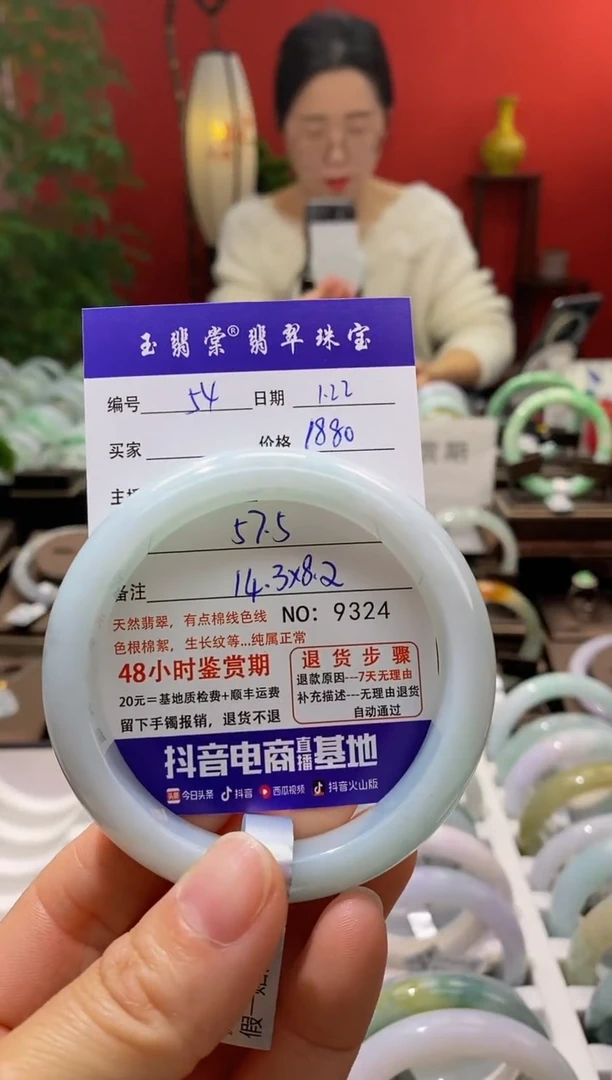 玉翡棠®翡翠珠宝
编号 54 日期 1.22
买家 价格 1880
57.5
备注 14.3x8.2
天然翡翠，有点棉线色线 NO: 9324
色根棉絮，生长纹等...纯属正常
48小时鉴赏期
20元=基地质检费+顺丰运费
留下手镯报销，退货不退
退货步骤
退款原因---7天无理由
补充描述---无理由退货
自动通过
抖音电商直播基地
头条 今日头条 抖音 西瓜视频 抖音火山版
假一
赏期